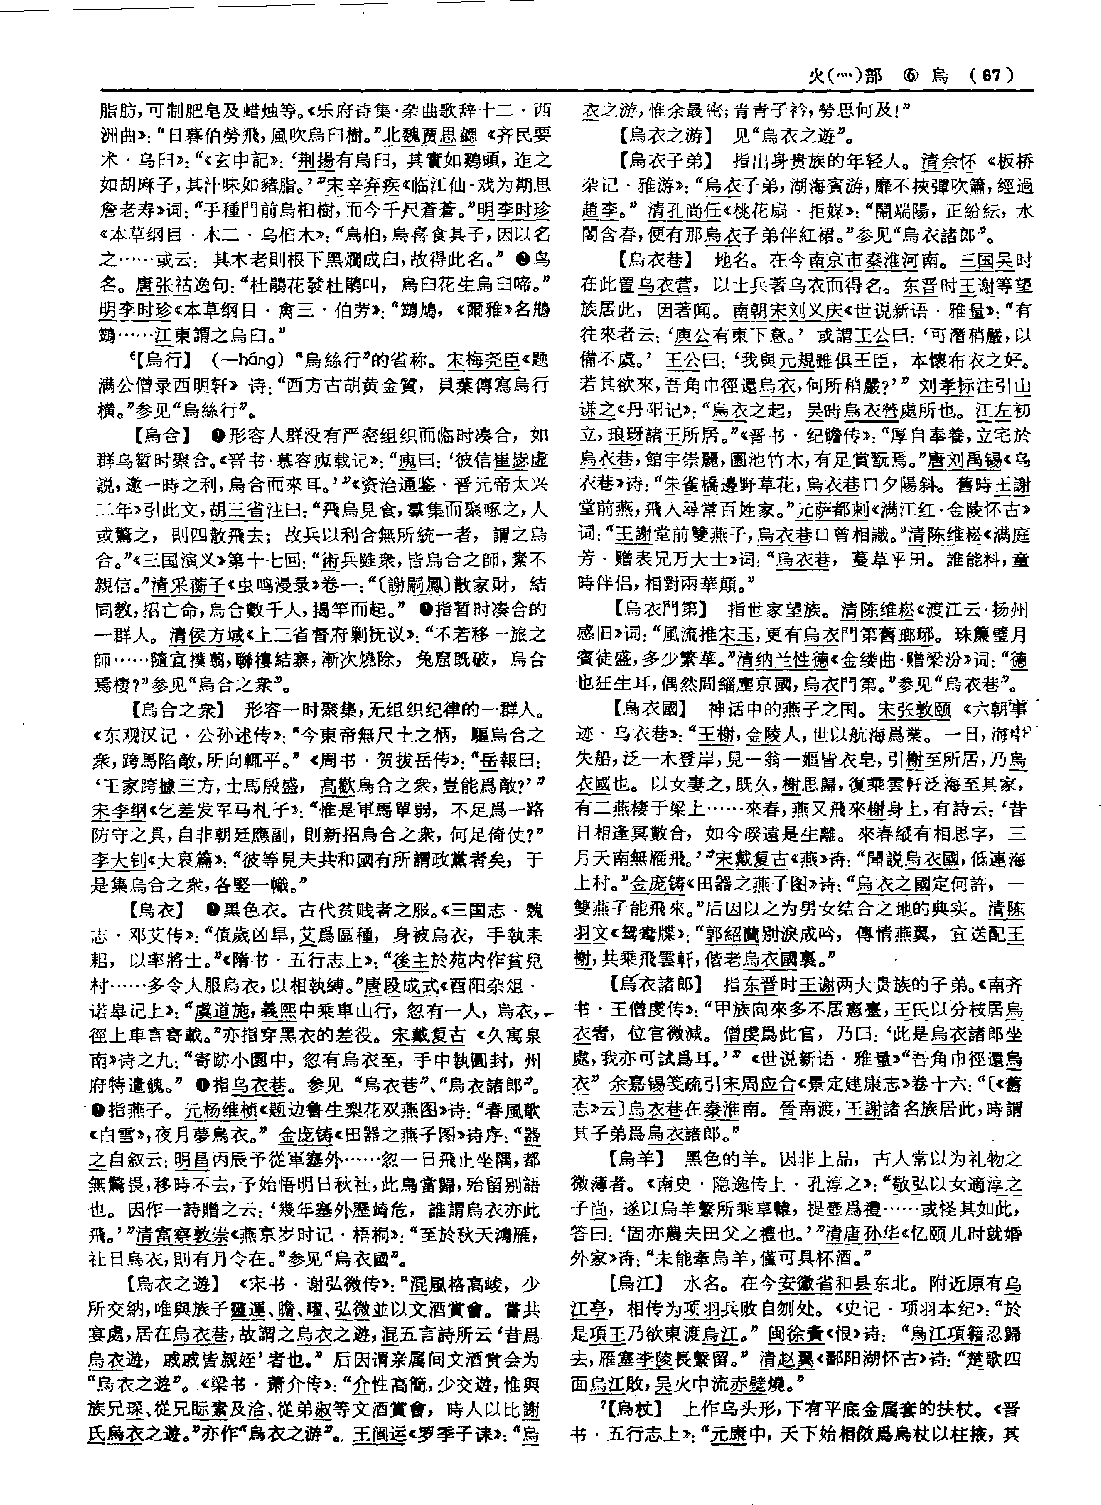 火(灬)部 ⑥ 烏 (67)
脂肪,可制肥皂及蜡烛等。《乐府诗集·杂曲歌辞十二·西
洲曲》:“日暮伯勞飛,風吹烏臼樹。”北魏贾思勰《齐民要
术·乌臼》:“《玄中記》:‘荆揚有烏臼,其實如鷄頭,迮之
如胡麻子,其汁味如豬脂。’”宋辛弃疾《临江仙·戏为期思
詹老寿》词:“手種門前烏桕樹,而今千尺蒼蒼。”明李时珍
《本草纲目·木二·乌桕木》:“烏桕,烏喜食其子,因以名
之……或云:其木老則根下黑爛成臼,故得此名。”❷鸟
名。唐张祜逸句:“杜鵑花發杜鵑叫,烏臼花生烏臼啼。”
明李时珍《本草纲目·禽三·伯劳》:“鵧鳩,《爾雅》名鵧
鷑……江東謂之烏臼。”
⁶【烏行】(—háng)“烏絲行”的省称。宋梅尧臣《题
满公僧录西明轩》诗:“西方古胡黄金質,貝葉傳寫烏行
横。”参见“烏絲行”。
【烏合】❶形容人群没有严密组织而临时凑合,如
群乌暂时聚合。《晋书·慕容廆载记》:“廆曰:‘彼信崔毖虚
説,邀一時之利,烏合而來耳。’”《资治通鉴·晋元帝太兴
二年》引此文,胡三省注曰:“飛烏見食,羣集而聚啄之,人
或驚之,則四散飛去;故兵以利合無所統一者,謂之烏
合。”《三国演义》第十七回:“術兵雖衆,皆烏合之師,素不
親信。”清采蘅子《虫鸣漫录》卷一:“〔謝嗣鳳〕散家財,結
同教,招亡命,烏合數千人,揭竿而起。”❷指暂时凑合的
一群人。清侯方域《上三省督府剿抚议》:“不若移一旅之
師……隨宜撲翦,聯擭結寨,漸次燒除,兔窟既破,烏合
焉棲?”参见“烏合之衆”。
【烏合之衆】形容一时聚集,无组织纪律的一群人。
《东观汉记·公孙述传》:“今東帝無尺寸之柄,驅烏合之
衆,跨馬陷敵,所向輒平。”《周书·贺拔岳传》:“岳報曰:
‘王家跨據三方,士馬殷盛,高歡烏合之衆,豈能爲敵?’”
宋李纲《乞差发军马札子》:“惟是軍馬單弱,不足爲一路
防守之具,自非朝廷應副,則新招烏合之衆,何足倚仗?”
李大钊《大哀篇》:“彼等見夫共和國有所謂政黨者矣,于
是集烏合之衆,各竪一幟。”
【烏衣】❶黑色衣。古代贫贱者之服。《三国志·魏
志·邓艾传》:“值歲凶旱,艾爲區種,身被烏衣,手執耒
耜,以率將士。”《隋书·五行志上》:“後主於苑内作貧兒
村……多令人服烏衣,以相執縛。”唐段成式《酉阳杂俎·
诺皋记上》:“虞道施,義熙中乘車山行,忽有一人,烏衣,
徑上車言寄載。”亦指穿黑衣的差役。宋戴复古《久寓泉
南》诗之九:“寄跡小園中,忽有烏衣至,手中執圓封,州
府特遺餽。”❷指乌衣巷。参见“烏衣巷”、“烏衣諸郎”。
❸指燕子。元杨维桢《题边鲁生梨花双燕图》诗:“春風歌
《白雪》,夜月夢烏衣。”金庞铸《田器之燕子图》诗序:“器
之自叙云:明昌丙辰予從軍塞外……忽一日飛止坐隅,都
無驚畏,移時不去,予始悟明日秋社,此鳥當歸,殆留别語
也。因作一詩贈之云:‘幾年塞外歷崎危,誰謂烏衣亦此
飛。’”清富察敦崇《燕京岁时记·梧桐》:“至於秋天鴻雁,
社日烏衣,則有月令在。”参见“烏衣國”。
【烏衣之遊】《宋书·谢弘微传》:“混風格高峻,少
所交納,唯與族子靈運、瞻、曜、弘微並以文酒賞會。嘗共
宴處,居在烏衣巷,故謂之烏衣之遊,混五言詩所云‘昔爲
烏衣遊,戚戚皆親姪’者也。”后因谓亲属间文酒赏会为
“烏衣之遊”。《梁书·萧介传》:“介性高簡,少交遊,惟與
族兄琛、從兄眎素及洽、從弟淑等文酒賞會,時人以比謝
氏烏衣之遊。”亦作“烏衣之游”。王闿运《罗季子诔》:“烏
衣之游,惟余最密;肯青子衿,勞思何及!”
【烏衣之游】见“烏衣之遊”。
【烏衣子弟】指出身贵族的年轻人。清余怀《板桥
杂记·雅游》:“烏衣子弟,湖海賓游,靡不挾彈吹簫,經過
趙李。”清孔尚任《桃花扇·拒媒》:“鬧端陽,正紛紜,水
閣含春,便有那烏衣子弟伴紅裙。”参见“烏衣諸郎”。
【烏衣巷】地名。在今南京市秦淮河南。三国吴时
在此置乌衣营,以士兵著乌衣而得名。东晋时王谢等望
族居此,因著闻。南朝宋刘义庆《世说新语·雅量》:“有
往來者云:‘庾公有東下意。’或謂王公曰:‘可潛稍嚴,以
備不虞。’王公曰:‘我與元規雖俱王臣,本懷布衣之好。
若其欲來,吾角巾徑還烏衣,何所稍嚴?’”刘孝标注引山
谦之《丹阳记》:“烏衣之起,吴時烏衣營處所也。江左初
立,琅玡諸王所居。”《晋书·纪瞻传》:“厚自奉養,立宅於
烏衣巷,館宇崇麗,園池竹木,有足賞翫焉。”唐刘禹锡《乌
衣巷》诗:“朱雀橋邊野草花,烏衣巷口夕陽斜。舊時王謝
堂前燕,飛入尋常百姓家。”元萨都剌《满江红·金陵怀古》
词:“王謝堂前雙燕子,烏衣巷口曾相識。”清陈维崧《满庭
芳·赠表兄万大士》词:“烏衣巷,蔓草平田。誰能料,童
時伴侣,相對兩華顛。”
【烏衣門第】指世家望族。清陈维崧《渡江云·扬州
感旧》词:“風流推宋玉,更有烏衣門第舊瑯琊。珠簾璧月
賓徒盛,多少繁華。”清纳兰性德《金缕曲·赠梁汾》词:“德
也狂生耳,偶然間緇塵京國,烏衣門第。”参见“烏衣巷”。
【烏衣國】神话中的燕子之国。宋张敦颐《六朝事
迹·乌衣巷》:“王榭,金陵人,世以航海爲業。一日,海中
失船,泛一木登岸,見一翁一嫗皆衣皂,引榭至所居,乃烏
衣國也。以女妻之,既久,榭思歸,復乘雲軒泛海至其家,
有二燕棲于梁上……來春,燕又飛來榭身上,有詩云:‘昔
日相逢冥數合,如今睽遠是生離。來春縱有相思字,三
月天南無雁飛。’”宋戴复古《燕》诗:“聞説烏衣國,低連海
上村。”金庞铸《田器之燕子图》诗:“烏衣之國定何許,一
雙燕子能飛來。”后因以之为男女结合之地的典实。清陈
羽文《鸳鸯牒》:“郭紹蘭别淚成吟,傳情燕翼,宜送配王
榭,共乘飛雲軒,偕老烏衣國裏。”
【烏衣諸郎】指东晋时王谢两大贵族的子弟。《南齐
书·王僧虔传》:“甲族向來多不居憲臺,王氏以分枝居烏
衣者,位官微減。僧虔爲此官,乃曰:‘此是烏衣諸郎坐
處,我亦可試爲耳。’”《世说新语·雅量》“吾角巾徑還烏
衣”余嘉锡笺疏引宋周应合《景定建康志》卷十六:“〔《舊
志》云〕烏衣巷在秦淮南。晉南渡,王謝諸名族居此,時謂
其子弟爲烏衣諸郎。”
【烏羊】黑色的羊。因非上品,古人常以为礼物之
微薄者。《南史·隐逸传上·孔淳之》:“敬弘以女適淳之
子尚,遂以烏羊繫所乘車轅,提壺爲禮……或怪其如此,
答曰:‘固亦農夫田父之禮也。’”清唐孙华《忆颐儿时就婚
外家》诗:“未能牽烏羊,僅可具杯酒。”
【烏江】水名。在今安徽省和县东北。附近原有乌
江亭,相传为项羽兵败自刎处。《史记·项羽本纪》:“於
是項王乃欲東渡烏江。”闽徐夤《恨》诗:“烏江項籍忍歸
去,雁塞李陵長繫留。”清赵翼《鄱阳湖怀古》诗:“楚歌四
面烏江敗,吴火中流赤壁燒。”
⁷【烏杖】上作乌头形,下有平底金属套的扶杖。《晋
书·五行志上》:“元康中,天下始相傚爲烏杖以柱掖,其